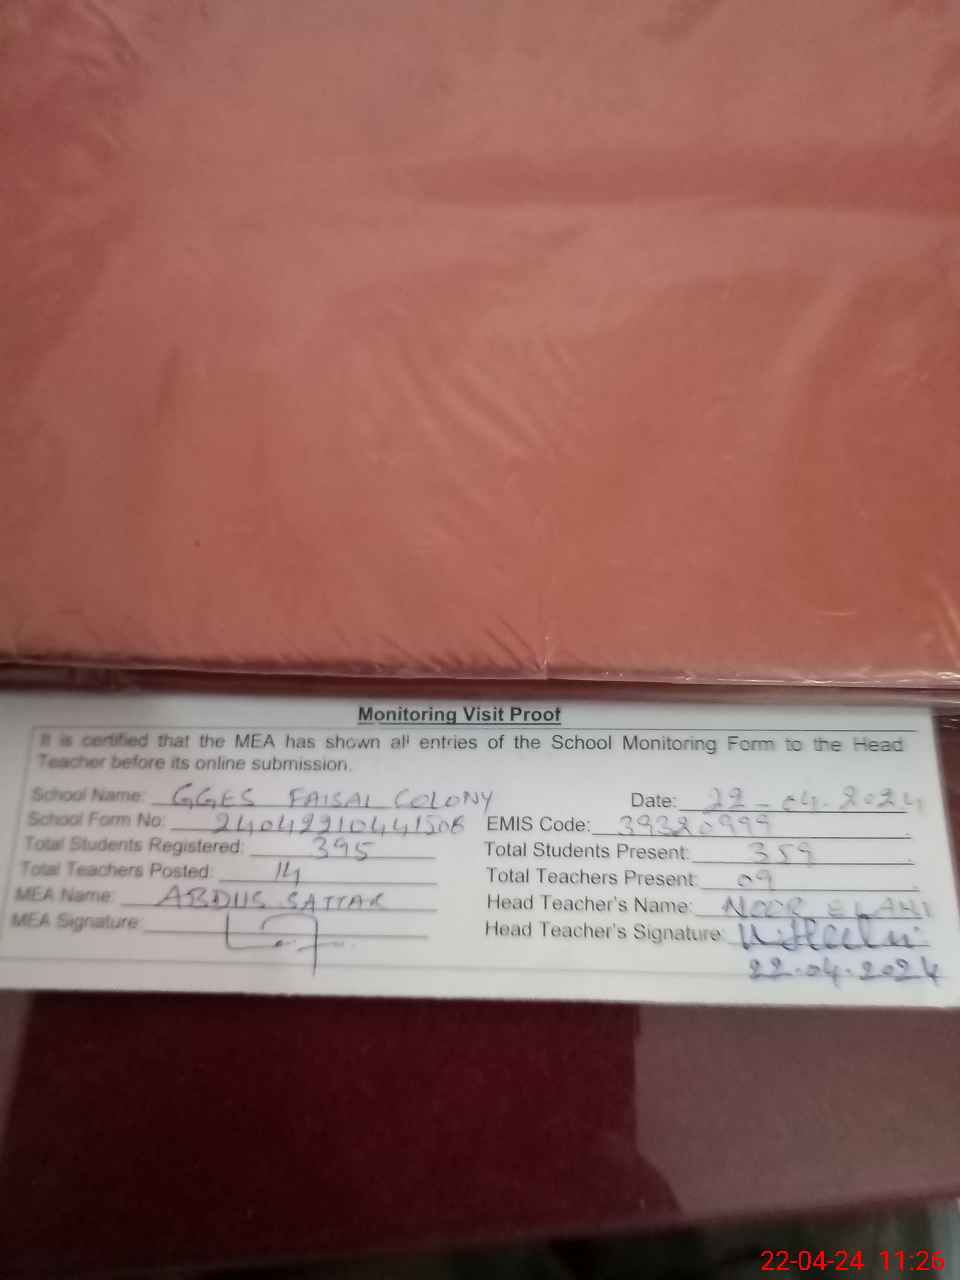 Monitoring Visit Proof
It is certified that the MEA has shown all entries of the School Monitoring Form to the Head
Teacher before its online submission.
School Name: GGES FAISAL COLONY Date: 22-04.2024
School Form No: 24042210441506 EMIS Code: 39320999
Total Students Registered: 395 Total Students Present: 359
Total Teachers Posted: 14 Total Teachers Present: 09
MEA Name: ABDUS SATTAR Head Teacher's Name: NOOR ELAHI
MEA Signature: Head Teacher's Signature:
22.04.2024
22-04-24 11:26